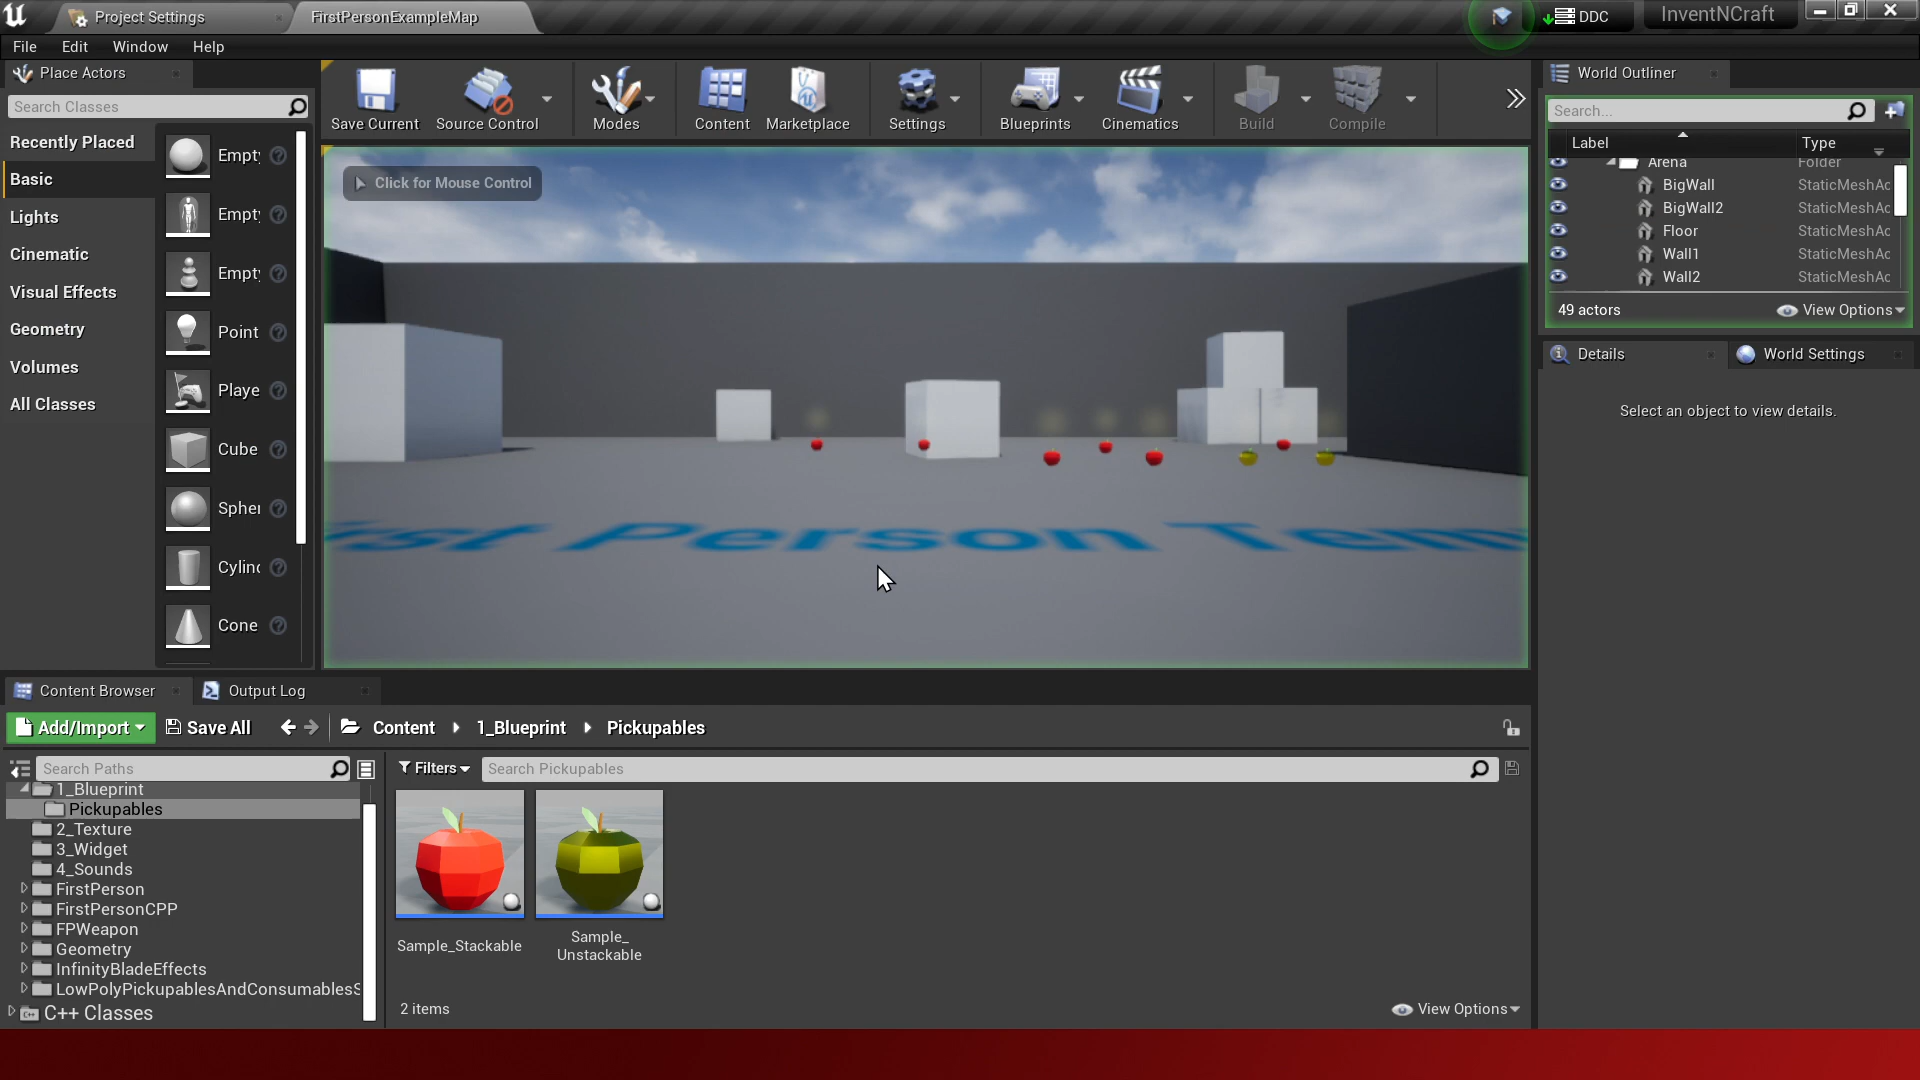 Project Settings
FirstPersonExampleMap
DDC
InventNCraft
File Edit Window Help
Place Actors
Search Classes
Recently Placed
Basic
Lights
Cinematic
Visual Effects
Geometry
Volumes
All Classes
Empty
Empty
Empty
Point
Playe
Cube
Spher
Cylind
Cone
Save Current
Source Control
Modes
Content
Marketplace
Settings
Blueprints
Cinematics
Build
Compile
Click for Mouse Control
irst Person Temp
World Outliner
Search...
Label Type
Arena Folder
BigWall StaticMeshAc
BigWall2 StaticMeshAc
Floor StaticMeshAc
Wall1 StaticMeshAc
Wall2 StaticMeshAc
49 actors
View Options
Details
World Settings
Select an object to view details.
Content Browser
Output Log
Add/Import
Save All
Content
1_Blueprint
Pickupables
Search Paths
Filters
Search Pickupables
1_Blueprint
Pickupables
2_Texture
3_Widget
4_Sounds
FirstPerson
FirstPersonCPP
FPWeapon
Geometry
InfinityBladeEffects
LowPolyPickupablesAndConsumablesS
C++ Classes
Sample_Stackable
Sample_
Unstackable
2 items
View Options